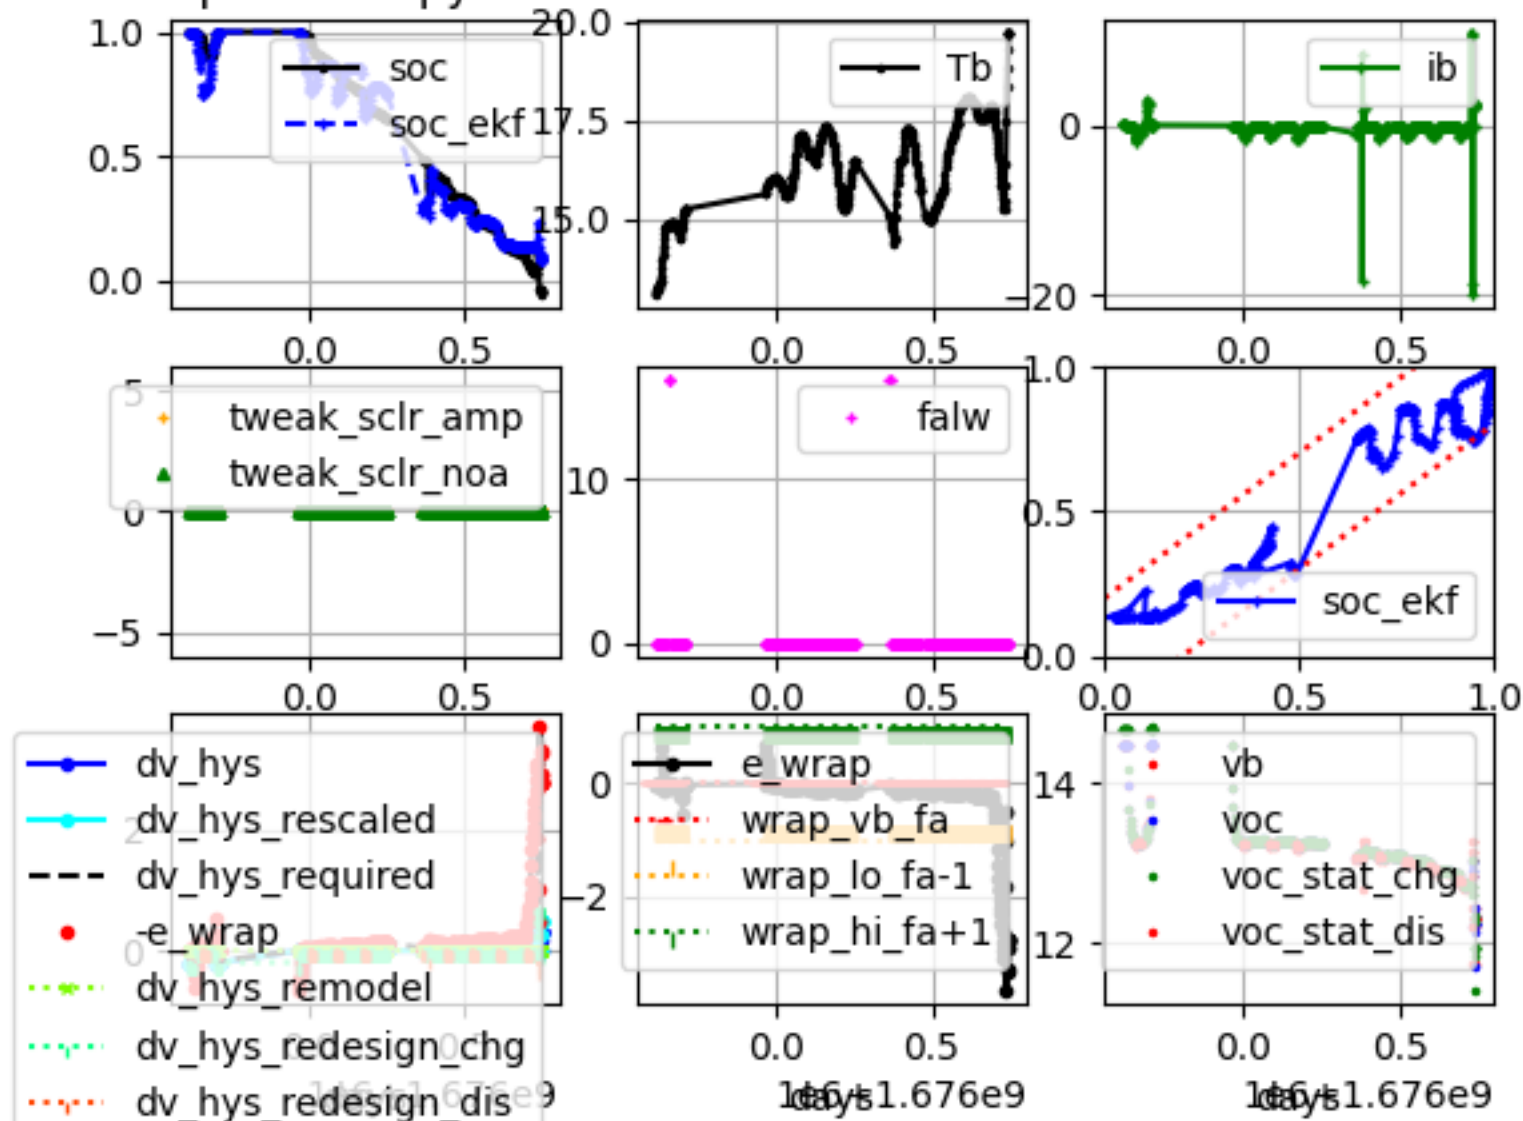 1.0
0.5
0.0
soc
soc_ekf
0.0 0.5
20.0
17.5
15.0
Tb
0
−20
ib
0.0 0.5
5
0
−5
tweak_sclr_amp
tweak_sclr_noa
0.0 0.5
10
0
falw
0.0 0.5
1.0
0.5
0.0
soc_ekf
0.0 0.5 1.0
2
0
dv_hys
dv_hys_rescaled
dv_hys_required
-e_wrap
dv_hys_remodel
dv_hys_redesign_chg
dv_hys_redesign_dis
0
−2
e_wrap
wrap_vb_fa
wrap_lo_fa-1
wrap_hi_fa+1
0.0 0.5
days
1e6+1.676e9
14
12
vb
voc
voc_stat_chg
voc_stat_dis
0.0 0.5
days
1e6+1.676e9